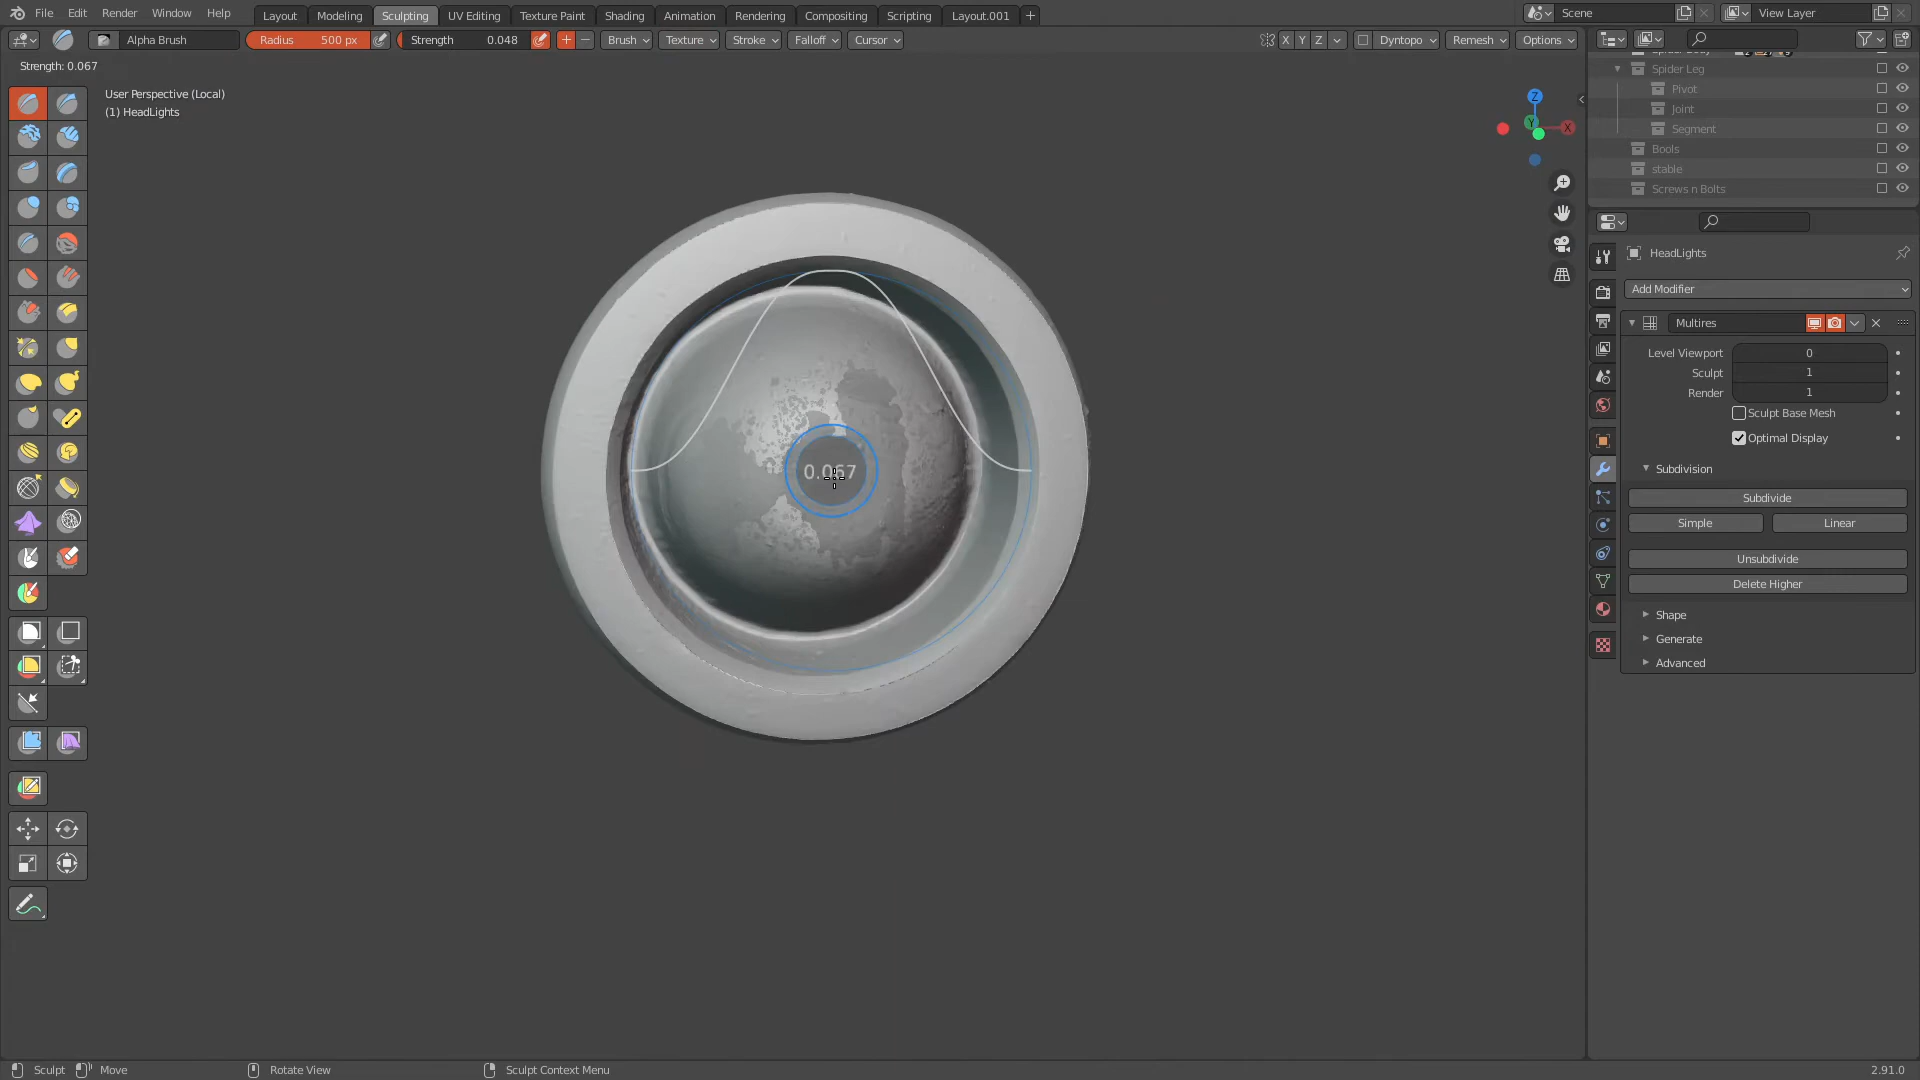 File Edit Render Window Help Layout Modeling Sculpting UV Editing Texture Paint Shading Animation Rendering Compositing Scripting Layout.001 + Scene View Layer
Alpha Brush Radius 500 px Strength 0.048 Brush Texture Stroke Falloff Cursor X Y Z Dyntopo Remesh Options
Strength: 0.067
User Perspective (Local)
(1) HeadLights
Z
Y
X
0.067
Spider Leg
Pivot
Joint
Segment
Bools
stable
Screws n Bolts
HeadLights
Add Modifier
Multires
Level Viewport 0
Sculpt 1
Render 1
Sculpt Base Mesh
Optimal Display
Subdivision
Subdivide
Simple Linear
Unsubdivide
Delete Higher
Shape
Generate
Advanced
Sculpt Move Rotate View Sculpt Context Menu 2.91.0